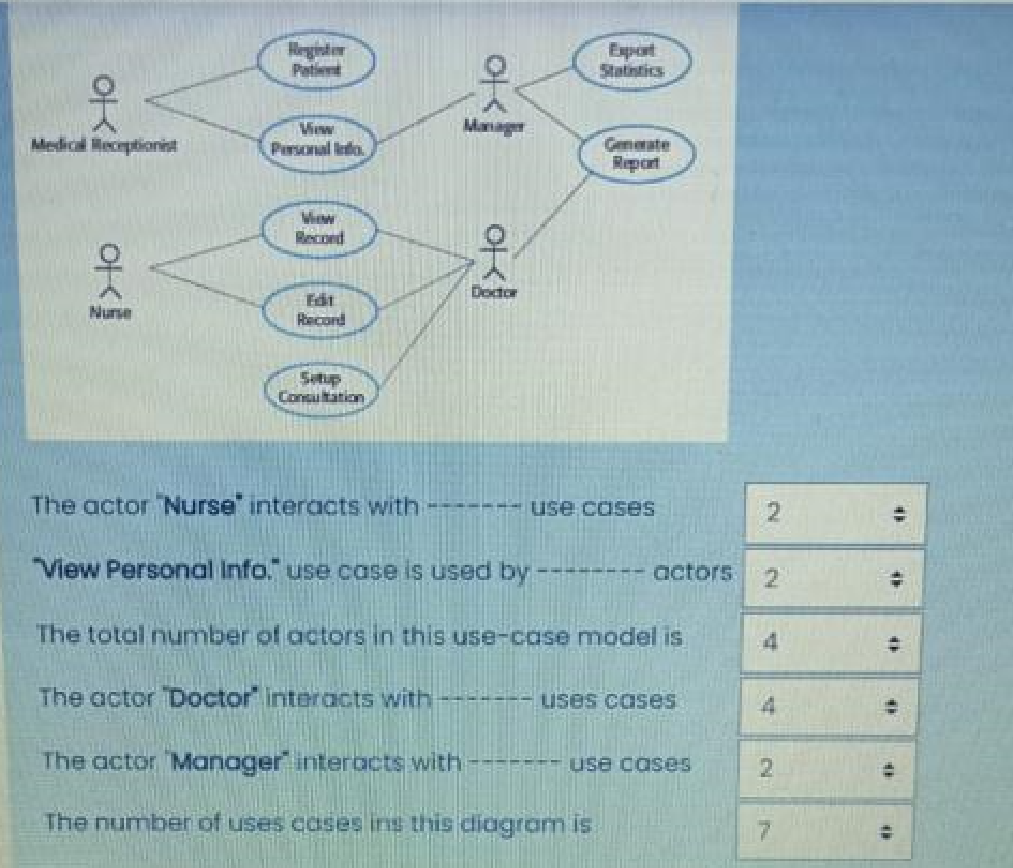 Register
Patient
Export
Statistics
Medical Receptionist
View
Personal Info.
Manager
Generate
Report
View
Record
Nurse
Edit
Record
Doctor
Setup
Consultation
The actor "Nurse" interacts with ------- use cases 2
"View Personal Info." use case is used by -------- actors 2
The total number of actors in this use-case model is 4
The actor "Doctor" interacts with ------- uses cases 4
The actor "Manager" interacts with ------- use cases 2
The number of uses cases ins this diagram is 7